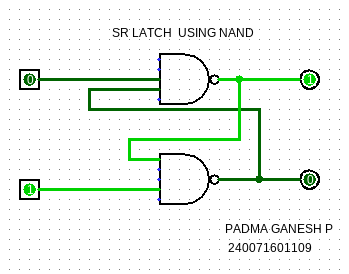 SR LATCH USING NAND
0
1
1
0
PADMA GANESH P
240071601109